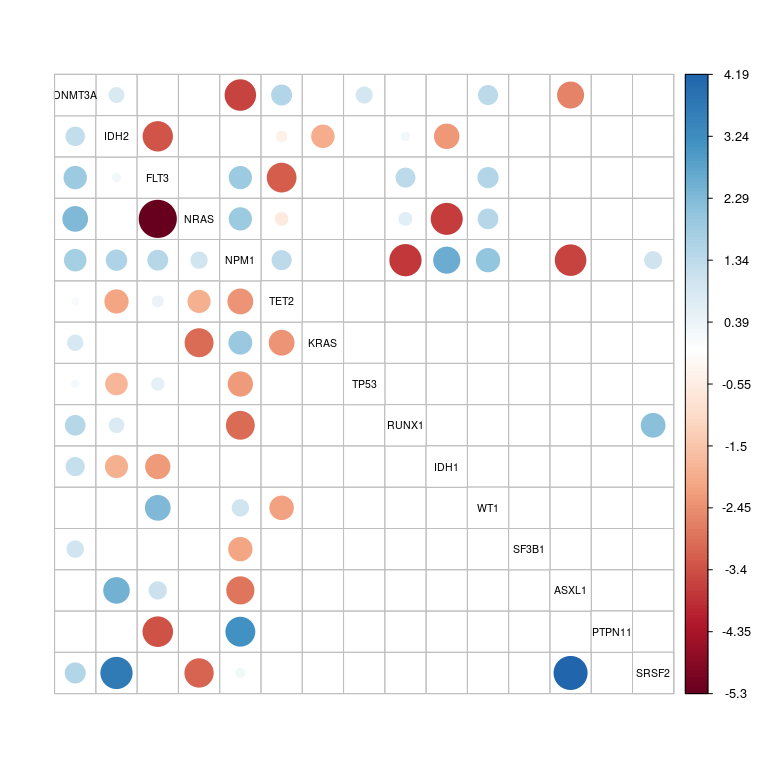 DNMT3A
IDH2
FLT3
NRAS
NPM1
TET2
KRAS
TP53
RUNX1
IDH1
WT1
SF3B1
ASXL1
PTPN11
SRSF2
4.19
3.24
2.29
1.34
0.39
-0.55
-1.5
-2.45
-3.4
-4.35
-5.3